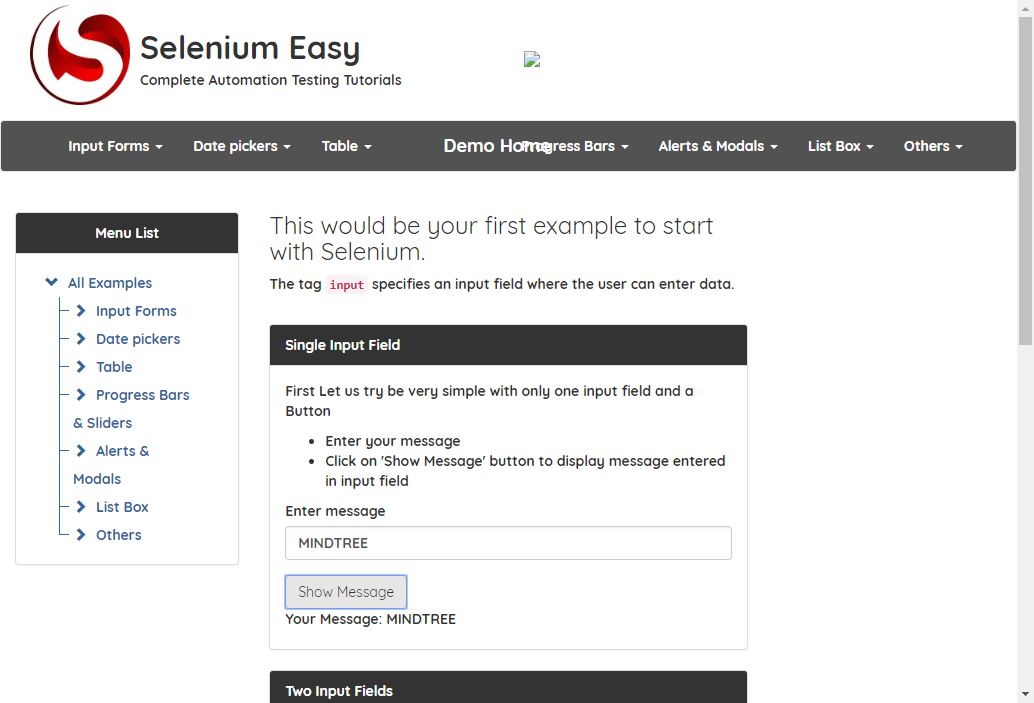 Selenium Easy
Complete Automation Testing Tutorials
Input Forms
Date pickers
Table
Demo Home
Progress Bars
Alerts & Modals
List Box
Others
Menu List
All Examples
Input Forms
Date pickers
Table
Progress Bars
& Sliders
Alerts &
Modals
List Box
Others
This would be your first example to start
with Selenium.
The tag input specifies an input field where the user can enter data.
Single Input Field
First Let us try be very simple with only one input field and a
Button
Enter your message
Click on 'Show Message' button to display message entered
in input field
Enter message
MINDTREE
Show Message
Your Message: MINDTREE
Two Input Fields